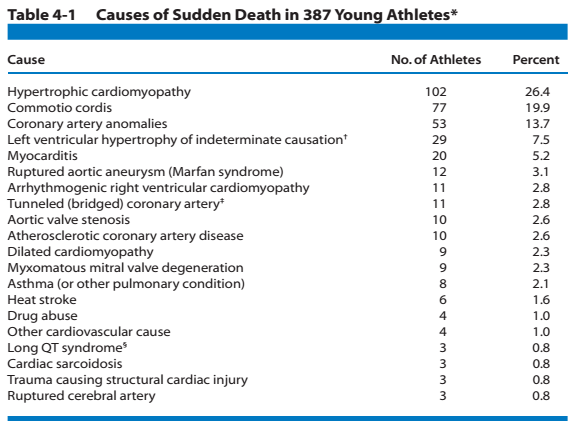 Table 4-1 Causes of Sudden Death in 387 Young Athletes*
Cause No. of Athletes Percent
Hypertrophic cardiomyopathy 102 26.4
Commotio cordis 77 19.9
Coronary artery anomalies 53 13.7
Left ventricular hypertrophy of indeterminate causation† 29 7.5
Myocarditis 20 5.2
Ruptured aortic aneurysm (Marfan syndrome) 12 3.1
Arrhythmogenic right ventricular cardiomyopathy 11 2.8
Tunneled (bridged) coronary artery‡ 11 2.8
Aortic valve stenosis 10 2.6
Atherosclerotic coronary artery disease 10 2.6
Dilated cardiomyopathy 9 2.3
Myxomatous mitral valve degeneration 9 2.3
Asthma (or other pulmonary condition) 8 2.1
Heat stroke 6 1.6
Drug abuse 4 1.0
Other cardiovascular cause 4 1.0
Long QT syndrome§ 3 0.8
Cardiac sarcoidosis 3 0.8
Trauma causing structural cardiac injury 3 0.8
Ruptured cerebral artery 3 0.8